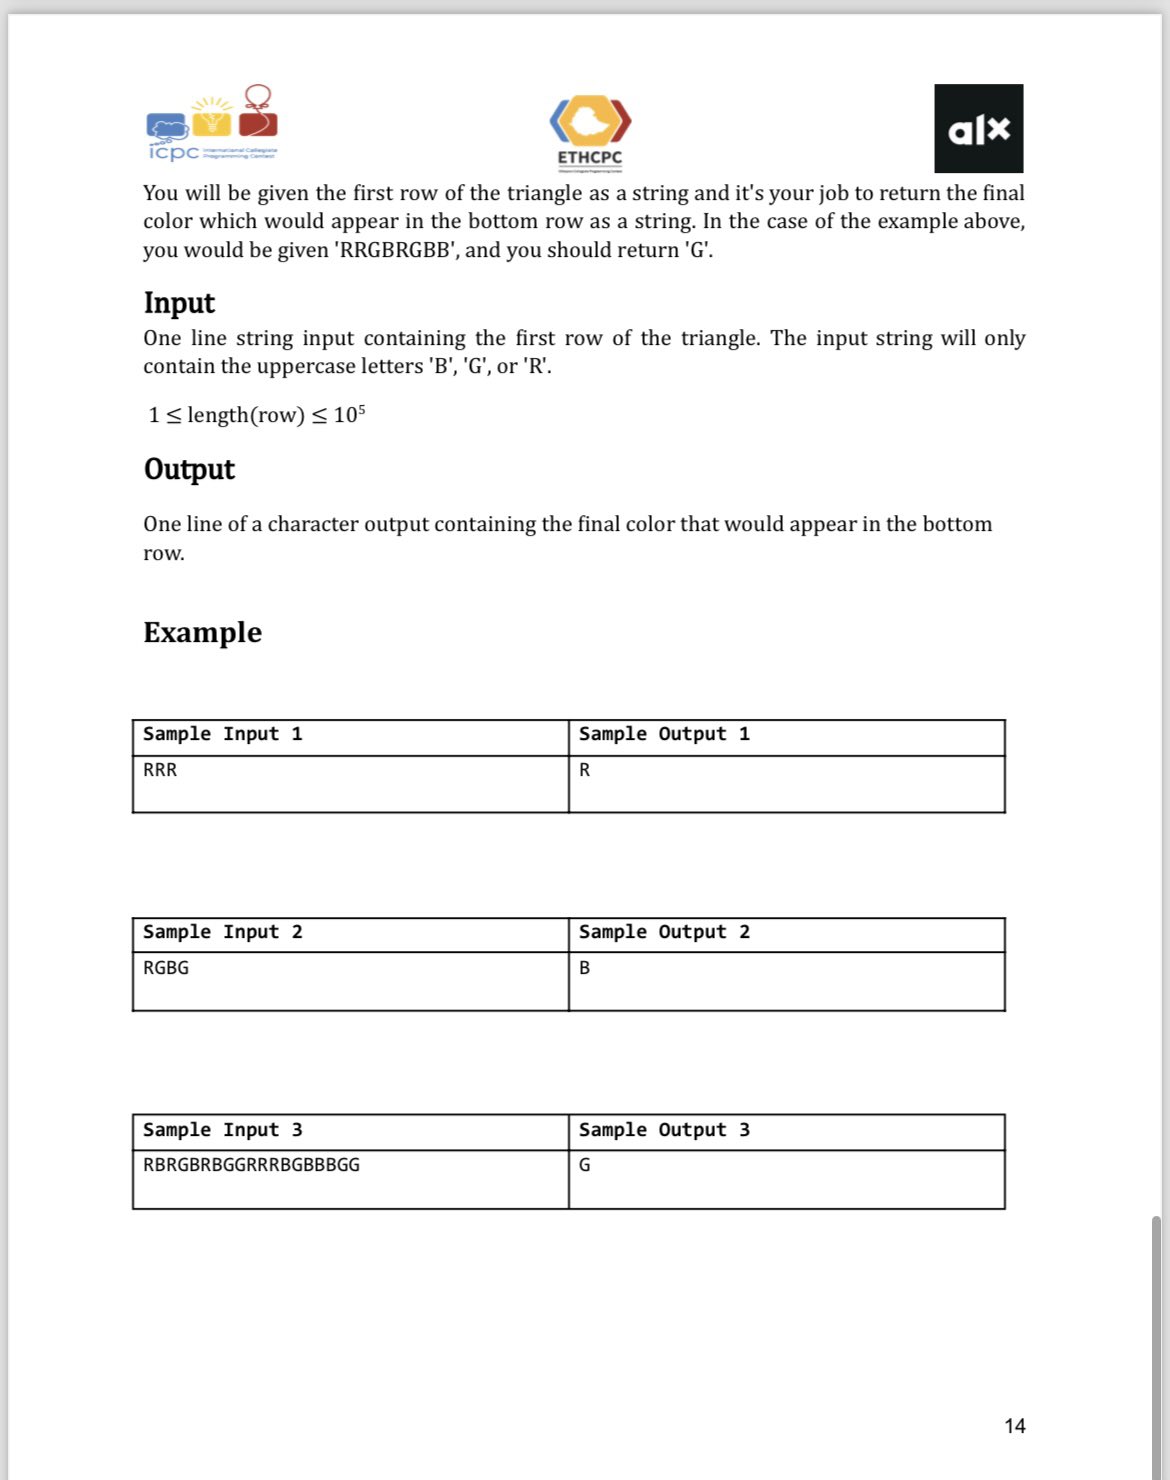 icpc International Collegiate
Programming Contest
ETHCPC
alx
You will be given the first row of the triangle as a string and it's your job to return the final
color which would appear in the bottom row as a string. In the case of the example above,
you would be given 'RRGBRGBB', and you should return 'G'.
Input
One line string input containing the first row of the triangle. The input string will only
contain the uppercase letters 'B', 'G', or 'R'.
1 ≤ length(row) ≤ 10⁵
Output
One line of a character output containing the final color that would appear in the bottom
row.
Example
Sample Input 1 Sample Output 1
RRR R
Sample Input 2 Sample Output 2
RGBG B
Sample Input 3 Sample Output 3
RBRGBRBGGRRRBGBBBGG G
14